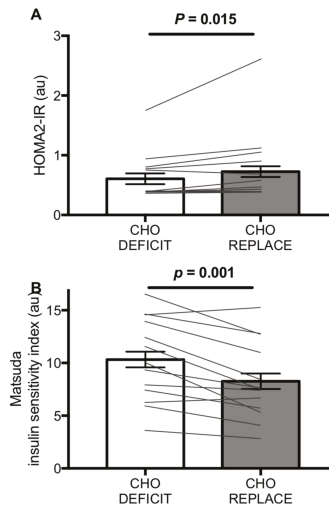 A
P = 0.015
3
2
1
0
HOMA2-IR (au)
CHO
DEFICIT
CHO
REPLACE
B
p = 0.001
15
10
5
0
Matsuda
insulin sensitivity index (au)
CHO
DEFICIT
CHO
REPLACE